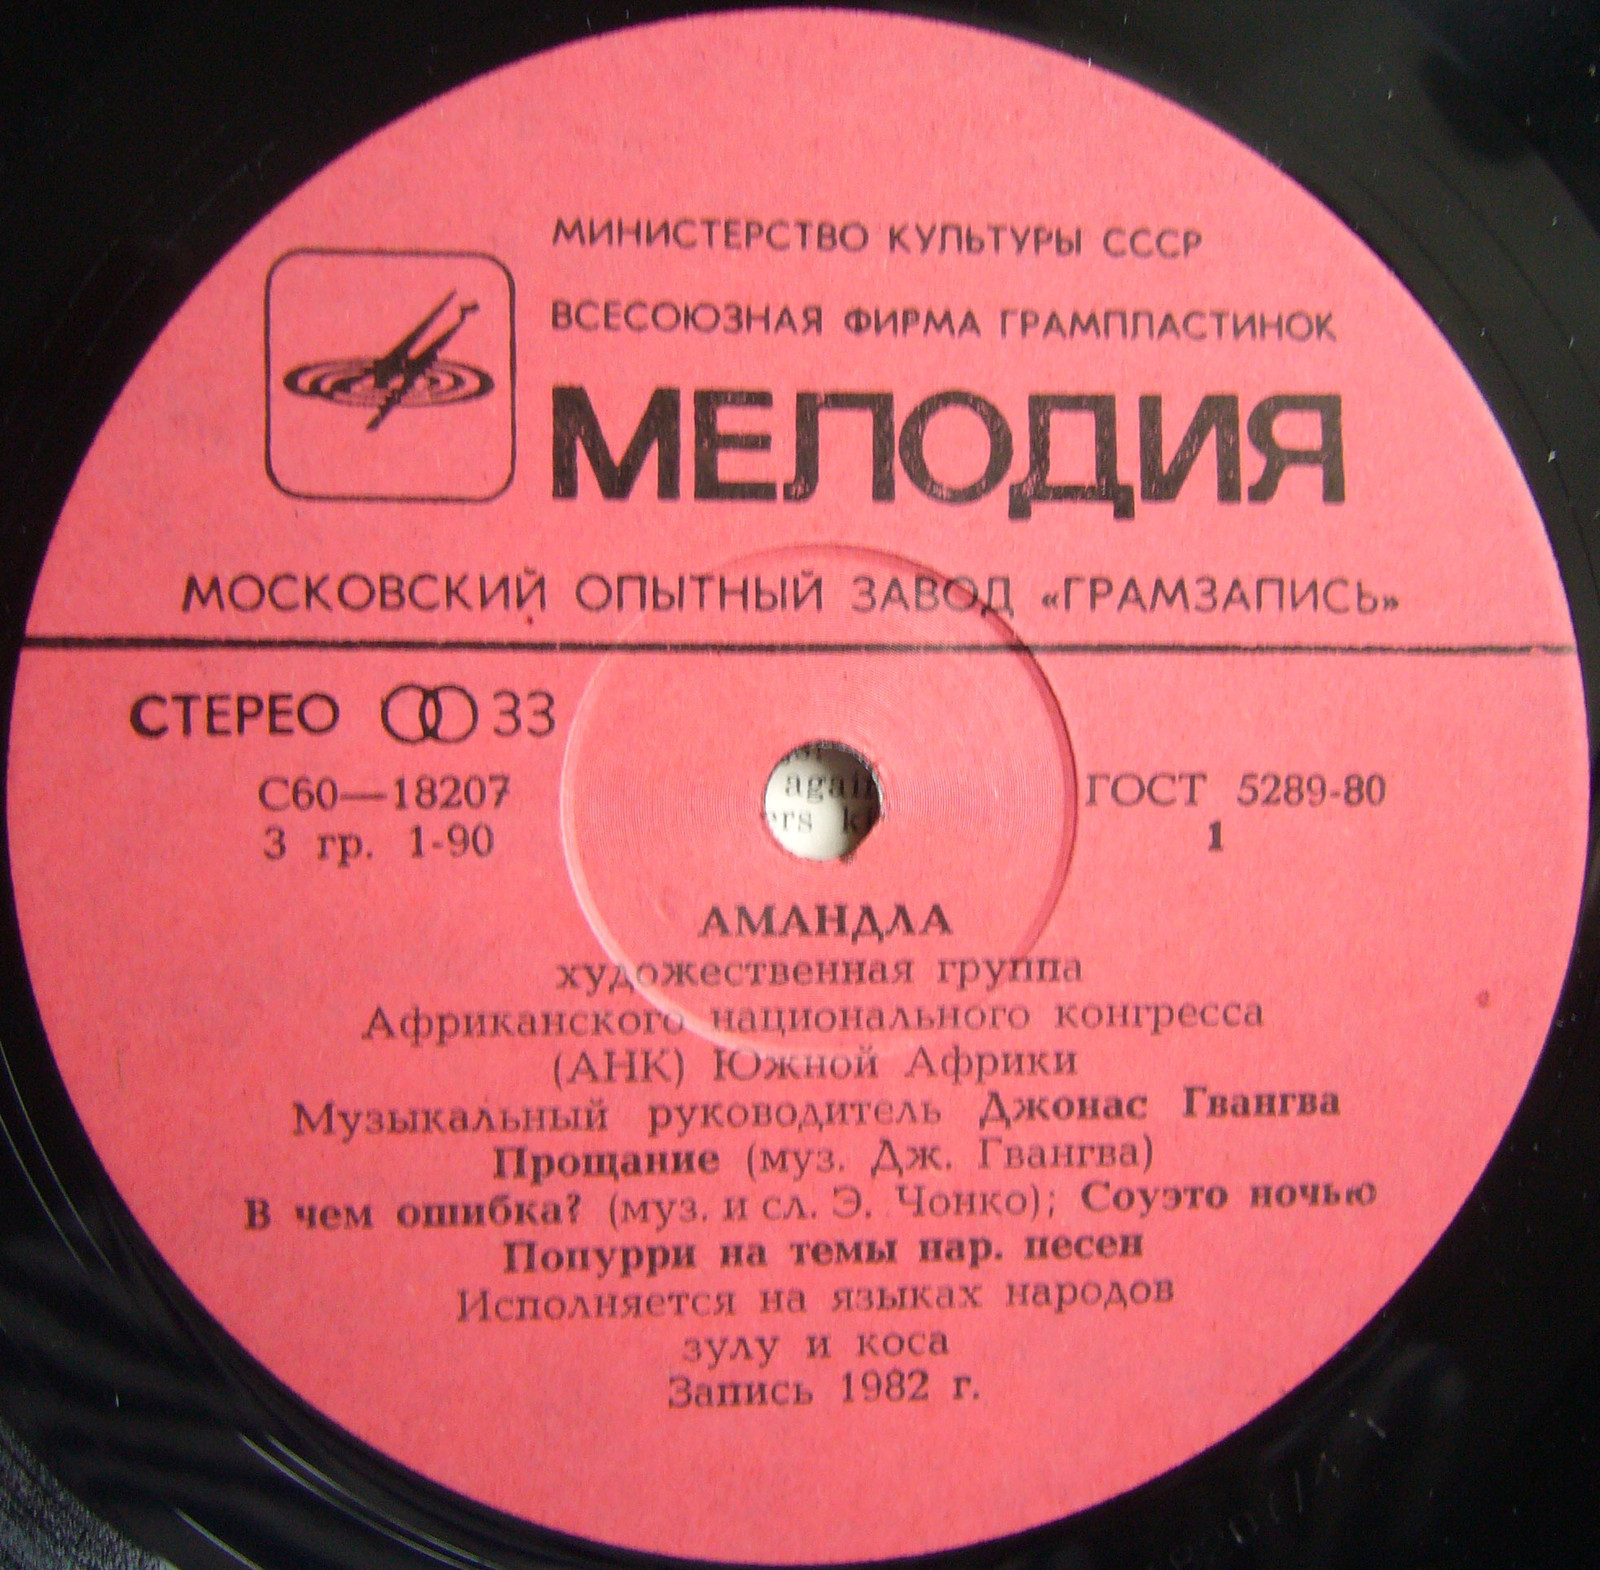 МИНИСТЕРСТВО КУЛЬТУРЫ СССР
ВСЕСОЮЗНАЯ ФИРМА ГРАМПЛАСТИНОК
МЕЛОДИЯ
МОСКОВСКИЙ ОПЫТНЫЙ ЗАВОД «ГРАМЗАПИСЬ»
СТЕРЕО 33
С60—18207
3 гр. 1-90
ГОСТ 5289-80
1
АМАНДЛА
художественная группа
Африканского национального конгресса
(АНК) Южной Африки
Музыкальный руководитель Джонас Гвангва
Прощание (муз. Дж. Гвангва)
В чем ошибка? (муз. и сл. Э. Чонко); Соуэто ночью
Попурри на темы нар. песен
Исполняется на языках народов
зулу и коса
Запись 1982 г.